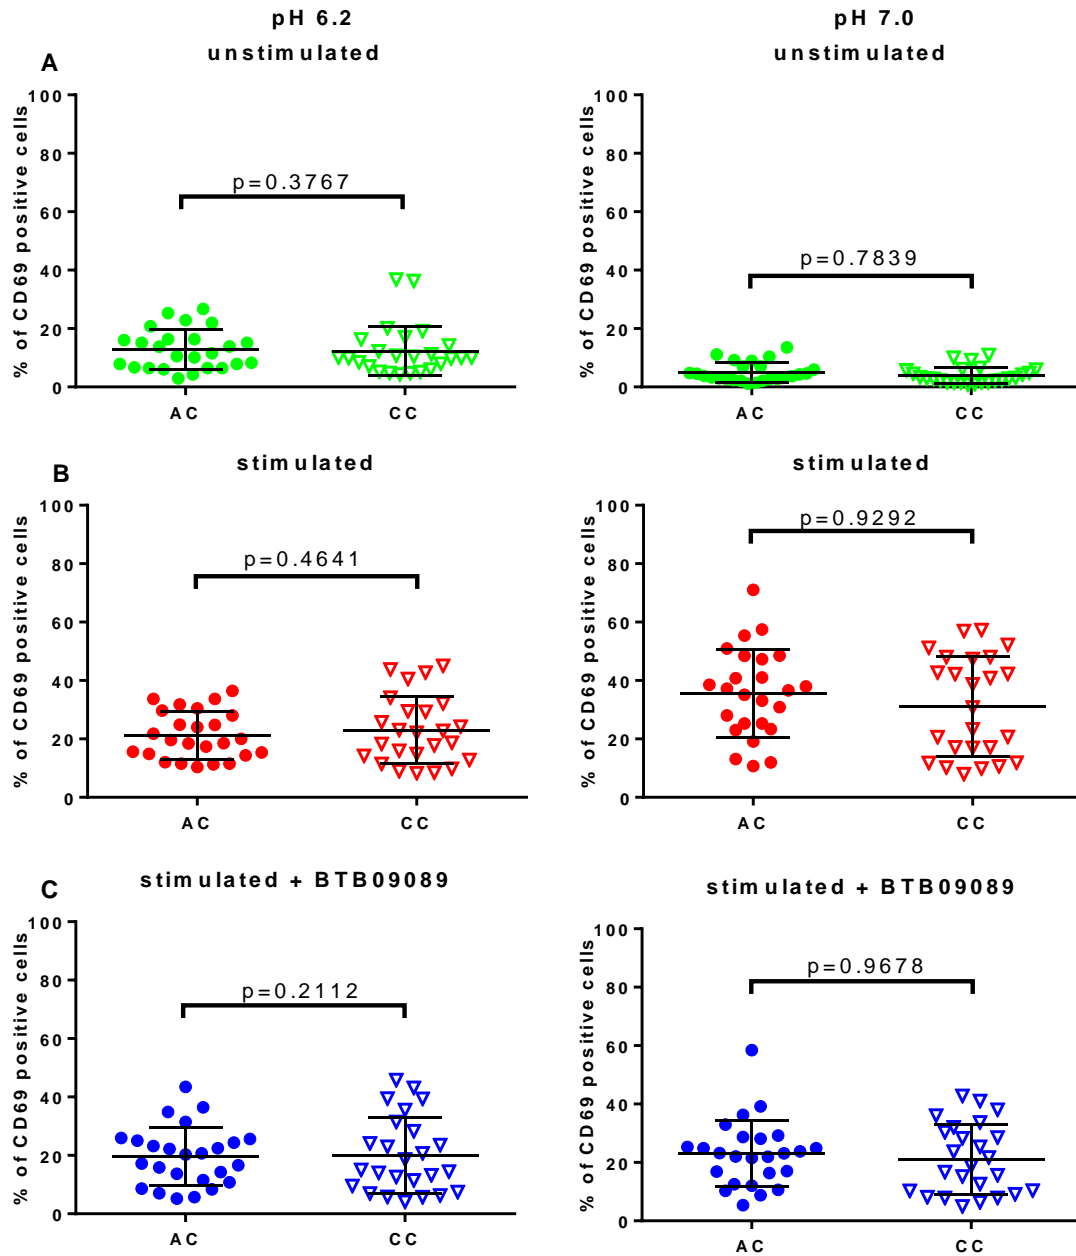 pH 6.2
unstimulated
A
% of CD69 positive cells
100
80
60
40
20
0
p=0.3767
AC
CC
pH 7.0
unstimulated
% of CD69 positive cells
100
80
60
40
20
0
p=0.7839
AC
CC
B
stimulated
% of CD69 positive cells
100
80
60
40
20
0
p=0.4641
AC
CC
stimulated
% of CD69 positive cells
100
80
60
40
20
0
p=0.9292
AC
CC
C
stimulated + BTB09089
% of CD69 positive cells
100
80
60
40
20
0
p=0.2112
AC
CC
stimulated + BTB09089
% of CD69 positive cells
100
80
60
40
20
0
p=0.9678
AC
CC